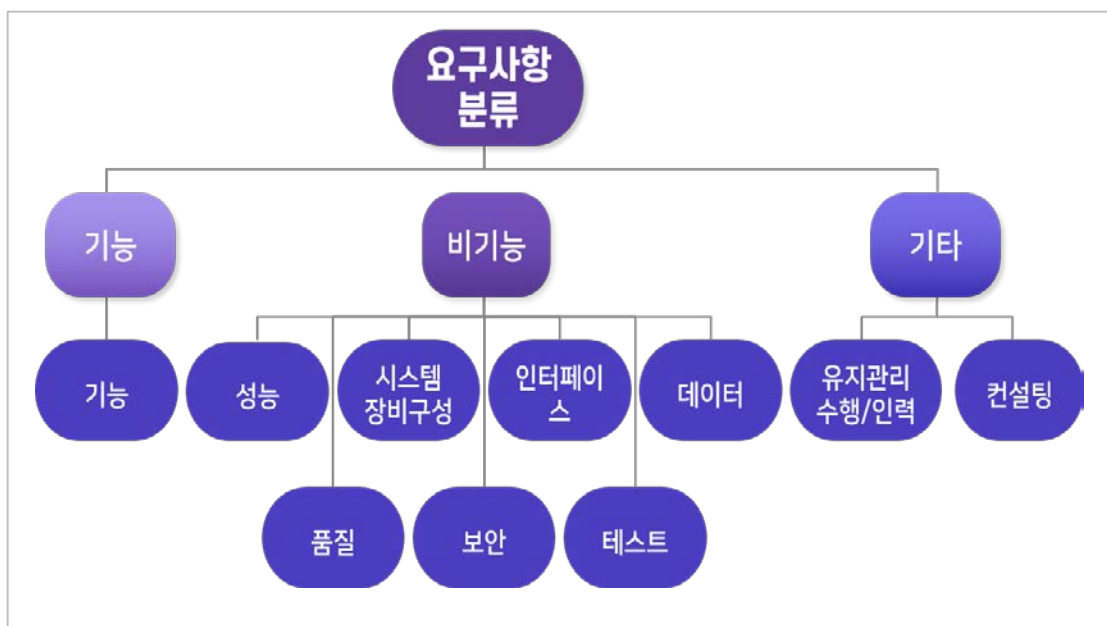 요구사항
분류
기능
비기능
기타
기능
성능
시스템
장비구성
인터페이
스
데이터
유지관리
수행/인력
컨설팅
품질
보안
테스트